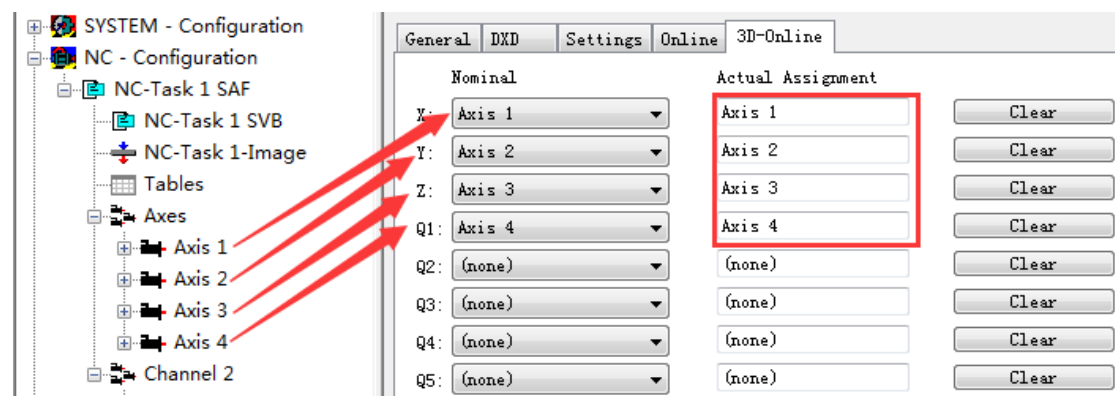 SYSTEM - Configuration
NC - Configuration
NC-Task 1 SAF
NC-Task 1 SVB
NC-Task 1-Image
Tables
Axes
Axis 1
Axis 2
Axis 3
Axis 4
Channel 2
General DXD Settings Online 3D-Online
Nominal Actual Assignment
X: Axis 1 Axis 1 Clear
Y: Axis 2 Axis 2 Clear
Z: Axis 3 Axis 3 Clear
Q1: Axis 4 Axis 4 Clear
Q2: (none) (none) Clear
Q3: (none) (none) Clear
Q4: (none) (none) Clear
Q5: (none) (none) Clear